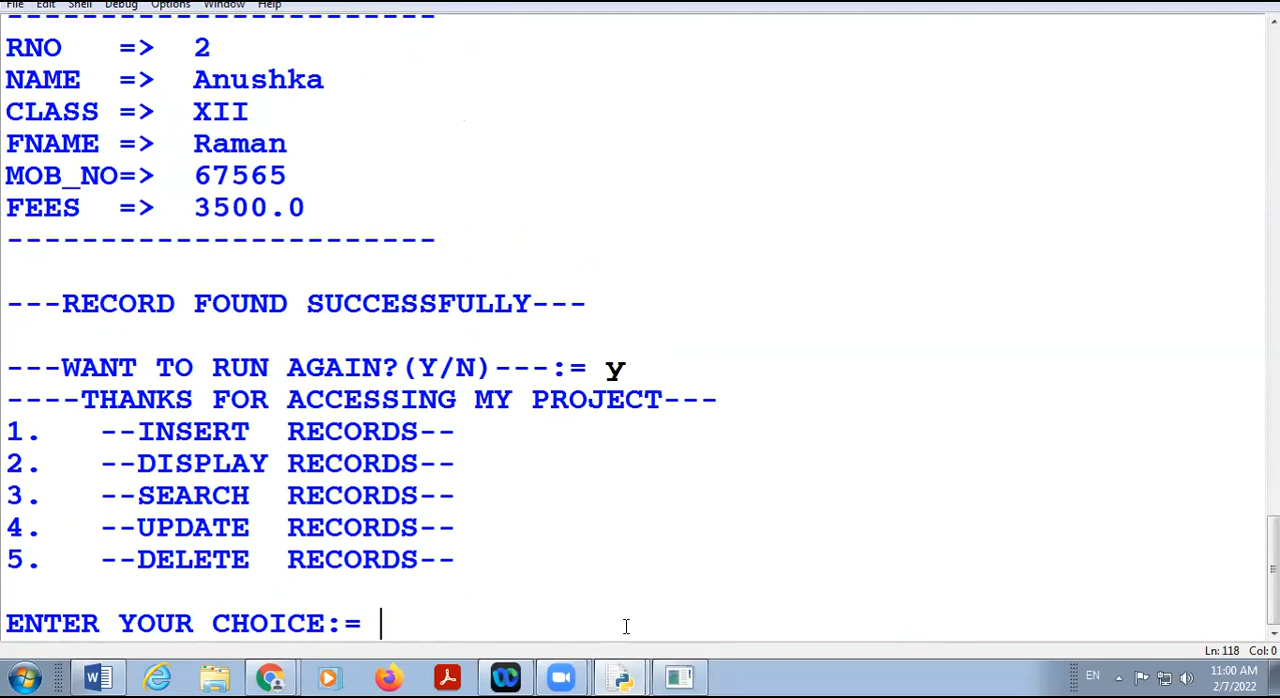 File Edit Shell Debug Options Window Help
-----------------------
RNO => 2
NAME => Anushka
CLASS => XII
FNAME => Raman
MOB_NO=> 67565
FEES => 3500.0
-----------------------
---RECORD FOUND SUCCESSFULLY---
---WANT TO RUN AGAIN?(Y/N)---:= y
----THANKS FOR ACCESSING MY PROJECT---
1. --INSERT RECORDS--
2. --DISPLAY RECORDS--
3. --SEARCH RECORDS--
4. --UPDATE RECORDS--
5. --DELETE RECORDS--
ENTER YOUR CHOICE:=
Ln: 118 Col: 0
EN 11:00 AM
2/7/2022